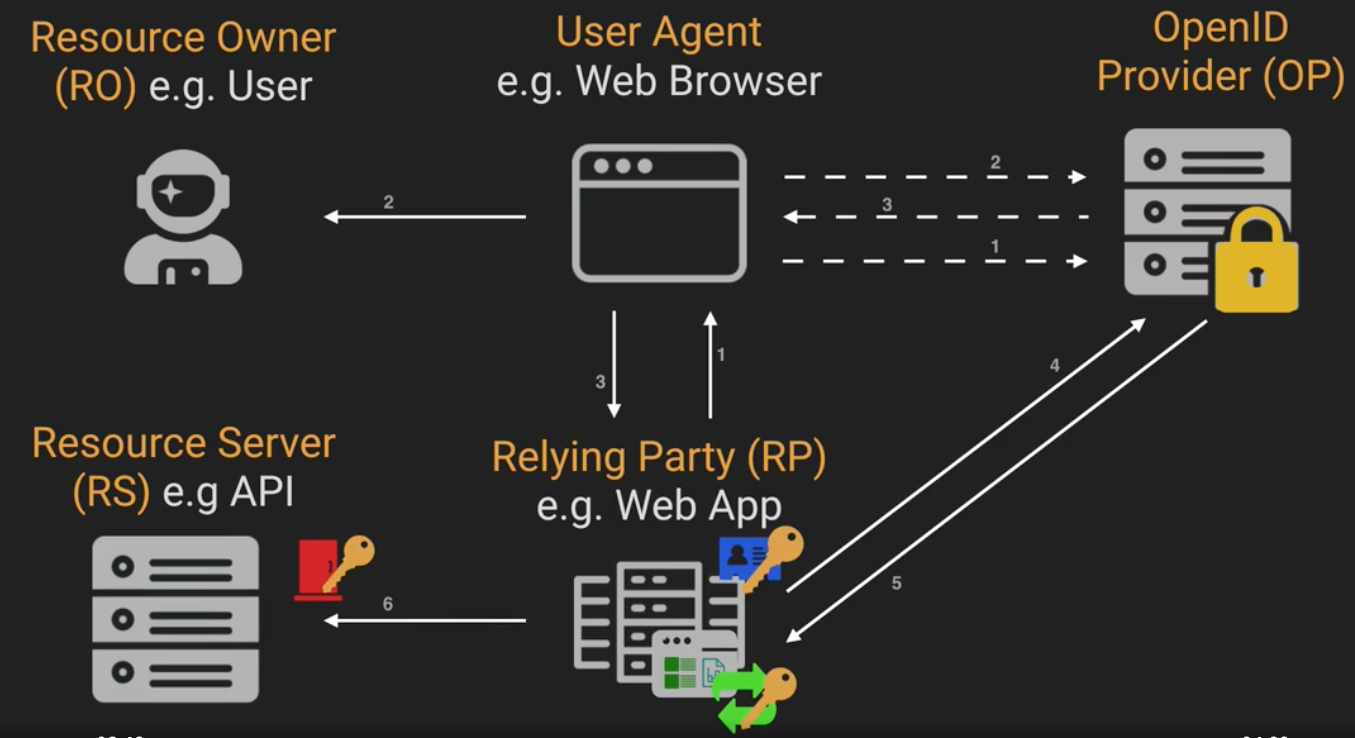 Resource Owner
(RO) e.g. User
User Agent
e.g. Web Browser
OpenID
Provider (OP)
2
2
3
1
3
1
4
5
Resource Server
(RS) e.g API
Relying Party (RP)
e.g. Web App
6